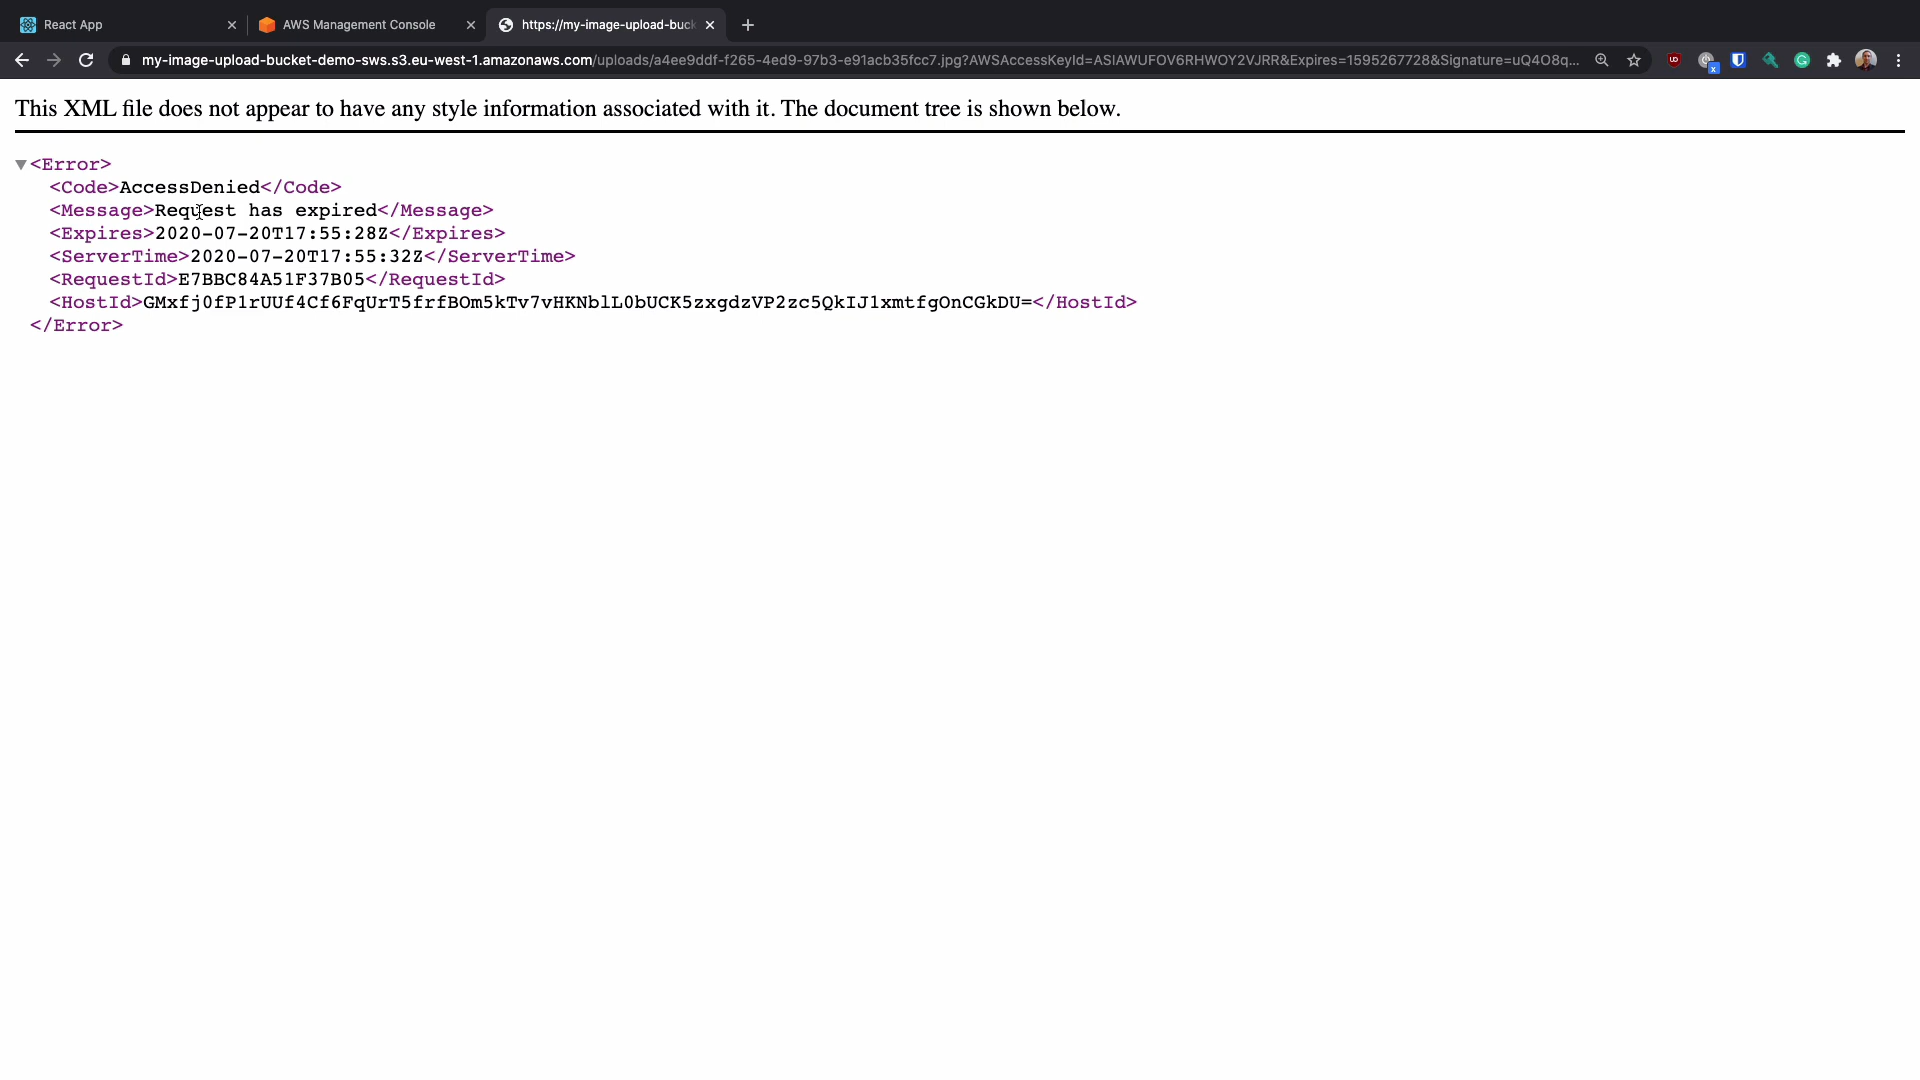 React App
AWS Management Console
https://my-image-upload-buck
my-image-upload-bucket-demo-sws.s3.eu-west-1.amazonaws.com/uploads/a4ee9ddf-f265-4ed9-97b3-e91acb35fcc7.jpg?AWSAccessKeyId=ASIAWUFOV6RHWOY2VJRR&Expires=1595267728&Signature=uQ4O8q...
This XML file does not appear to have any style information associated with it. The document tree is shown below.
<Error>
<Code>AccessDenied</Code>
<Message>Request has expired</Message>
<Expires>2020-07-20T17:55:28Z</Expires>
<ServerTime>2020-07-20T17:55:32Z</ServerTime>
<RequestId>E7BBC84A51F37B05</RequestId>
<HostId>GMxfj0fP1rUUf4Cf6FqUrT5frfBOm5kTv7vHKNblL0bUCK5zxgdzVP2zc5QkIJ1xmtfgOnCGkDU=</HostId>
</Error>